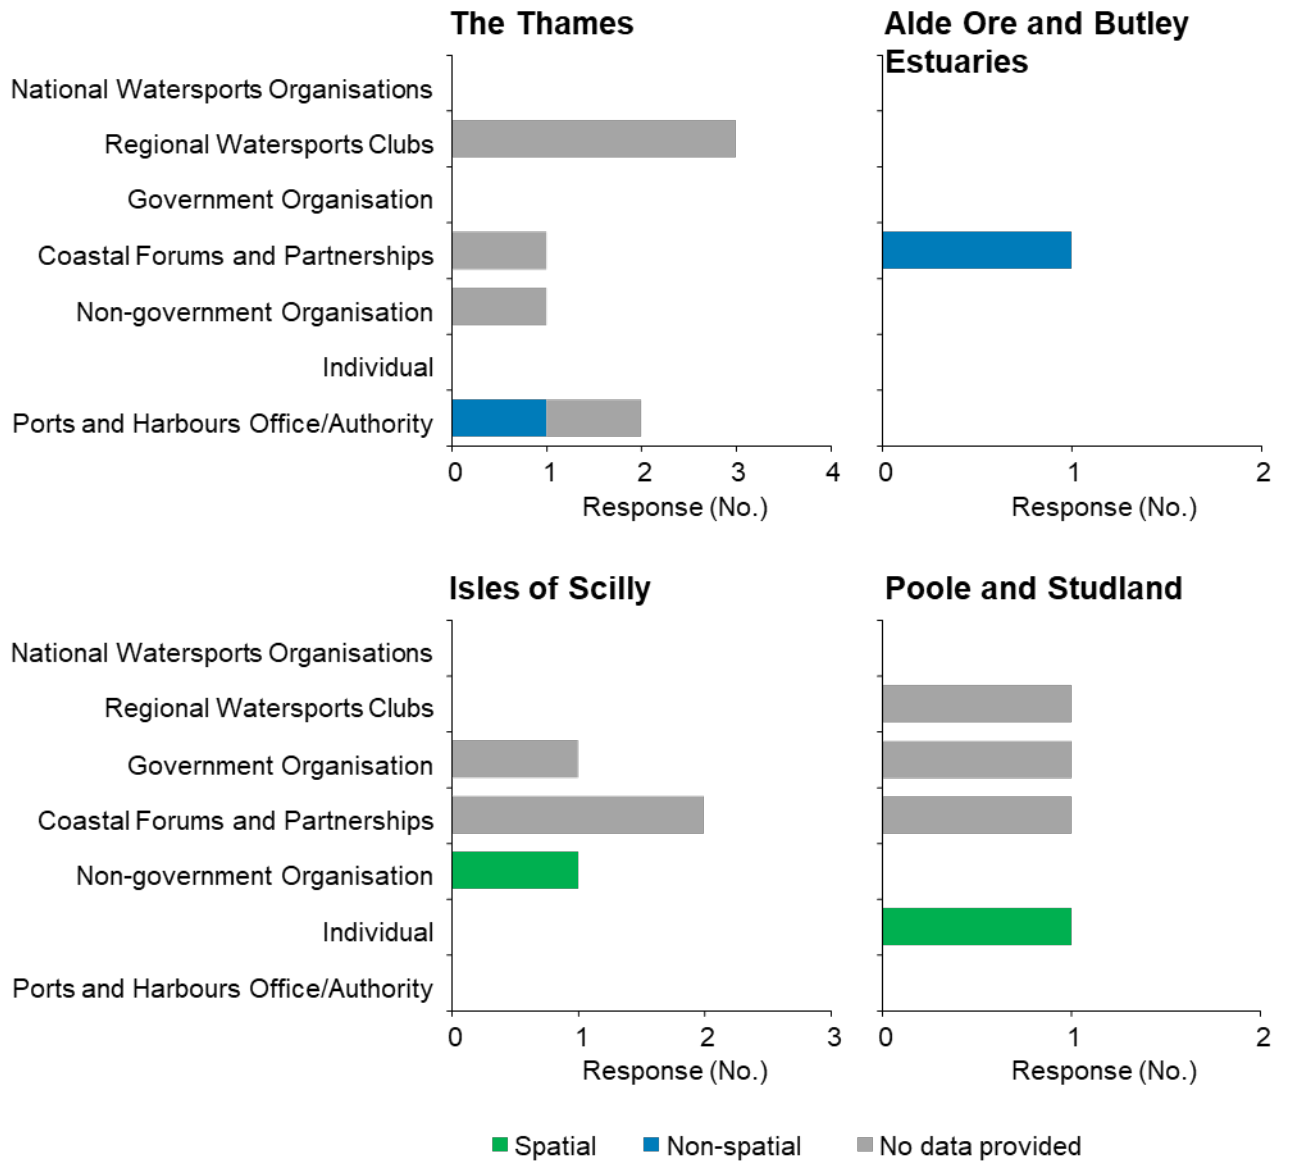 The Thames
Alde Ore and Butley
Estuaries
National Watersports Organisations
Regional Watersports Clubs
Government Organisation
Coastal Forums and Partnerships
Non-government Organisation
Individual
Ports and Harbours Office/Authority
0 1 2 3 4
Response (No.)
0 1 2
Response (No.)
Isles of Scilly
Poole and Studland
National Watersports Organisations
Regional Watersports Clubs
Government Organisation
Coastal Forums and Partnerships
Non-government Organisation
Individual
Ports and Harbours Office/Authority
0 1 2 3
Response (No.)
0 1 2
Response (No.)
Spatial Non-spatial No data provided